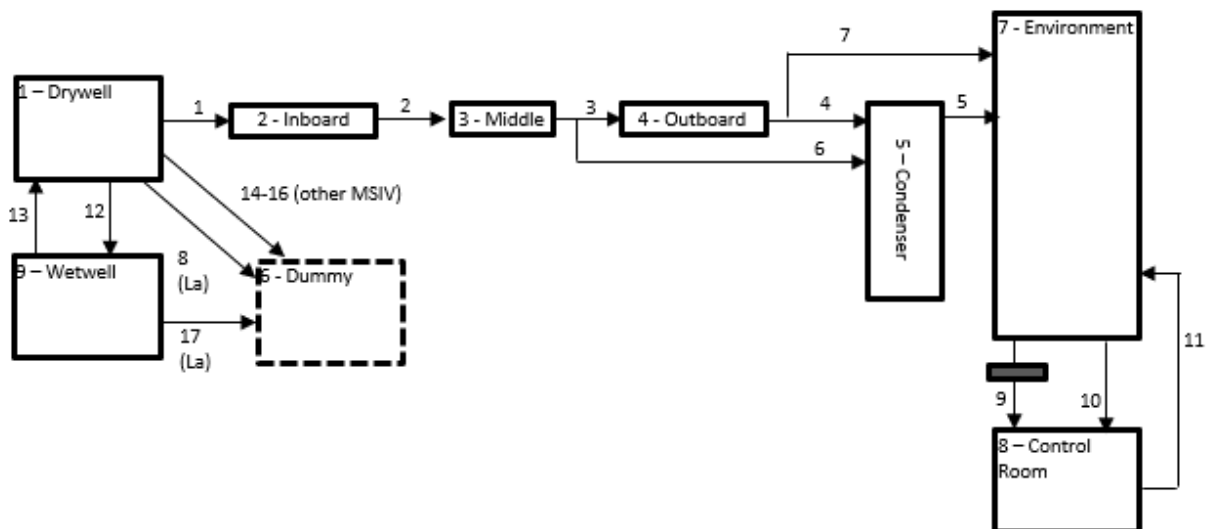 7 - Environment
7
1 – Drywell
1
2 - Inboard
2
3 - Middle
3
4 - Outboard
4
5
6
5 – Condenser
14-16 (other MSIV)
13
12
8
(La)
9 – Wetwell
6 - Dummy
17
(La)
11
9
10
8 – Control
Room